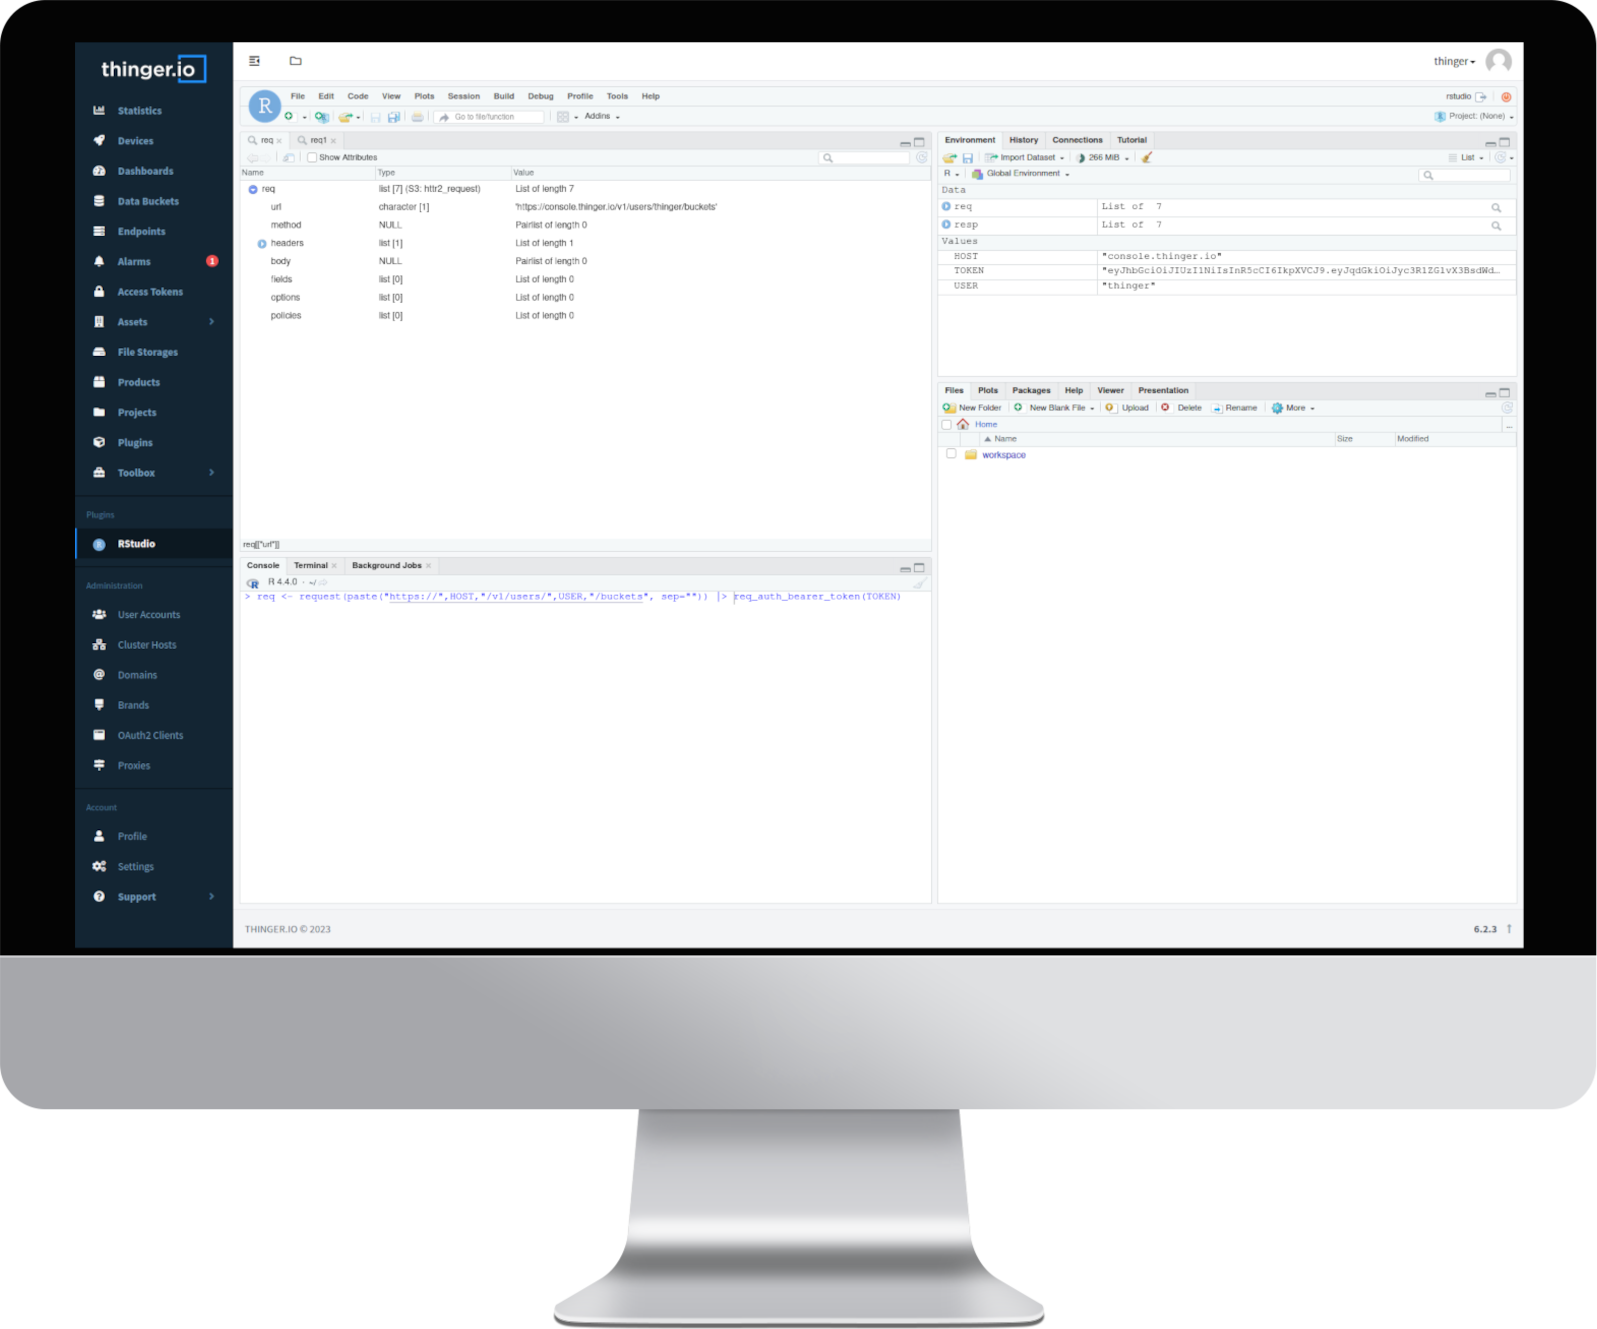 thinger.io
Statistics
Devices
Dashboards
Data Buckets
Endpoints
Alarms 1
Access Tokens
Assets
File Storages
Products
Projects
Plugins
Toolbox
Plugins
RStudio
Administration
User Accounts
Cluster Hosts
Domains
Brands
OAuth2 Clients
Proxies
Account
Profile
Settings
Support
thinger
R File Edit Code View Plots Session Build Debug Profile Tools Help
rstudio
Go to file/function Addins
Project: (None)
req req1
Show Attributes
Name Type Value
req list [7] (S3: httr2_request) List of length 7
url character [1] 'https://console.thinger.io/v1/users/thinger/buckets'
method NULL Pairlist of length 0
headers list [1] List of length 1
body NULL Pairlist of length 0
fields list [0] List of length 0
options list [0] List of length 0
policies list [0] List of length 0
req[["url"]]
Console Terminal Background Jobs
R 4.4.0 · ~/
> req <- request(paste("https://",HOST,"/v1/users/",USER,"/buckets", sep="")) |> req_auth_bearer_token(TOKEN)
Environment History Connections Tutorial
Import Dataset 266 MiB List
R Global Environment
Data
req List of 7
resp List of 7
Values
HOST "console.thinger.io"
TOKEN
USER "thinger"
Files Plots Packages Help Viewer Presentation
New Folder New Blank File Upload Delete Rename More
Home ...
Name Size Modified
workspace
THINGER.IO © 2023
6.2.3